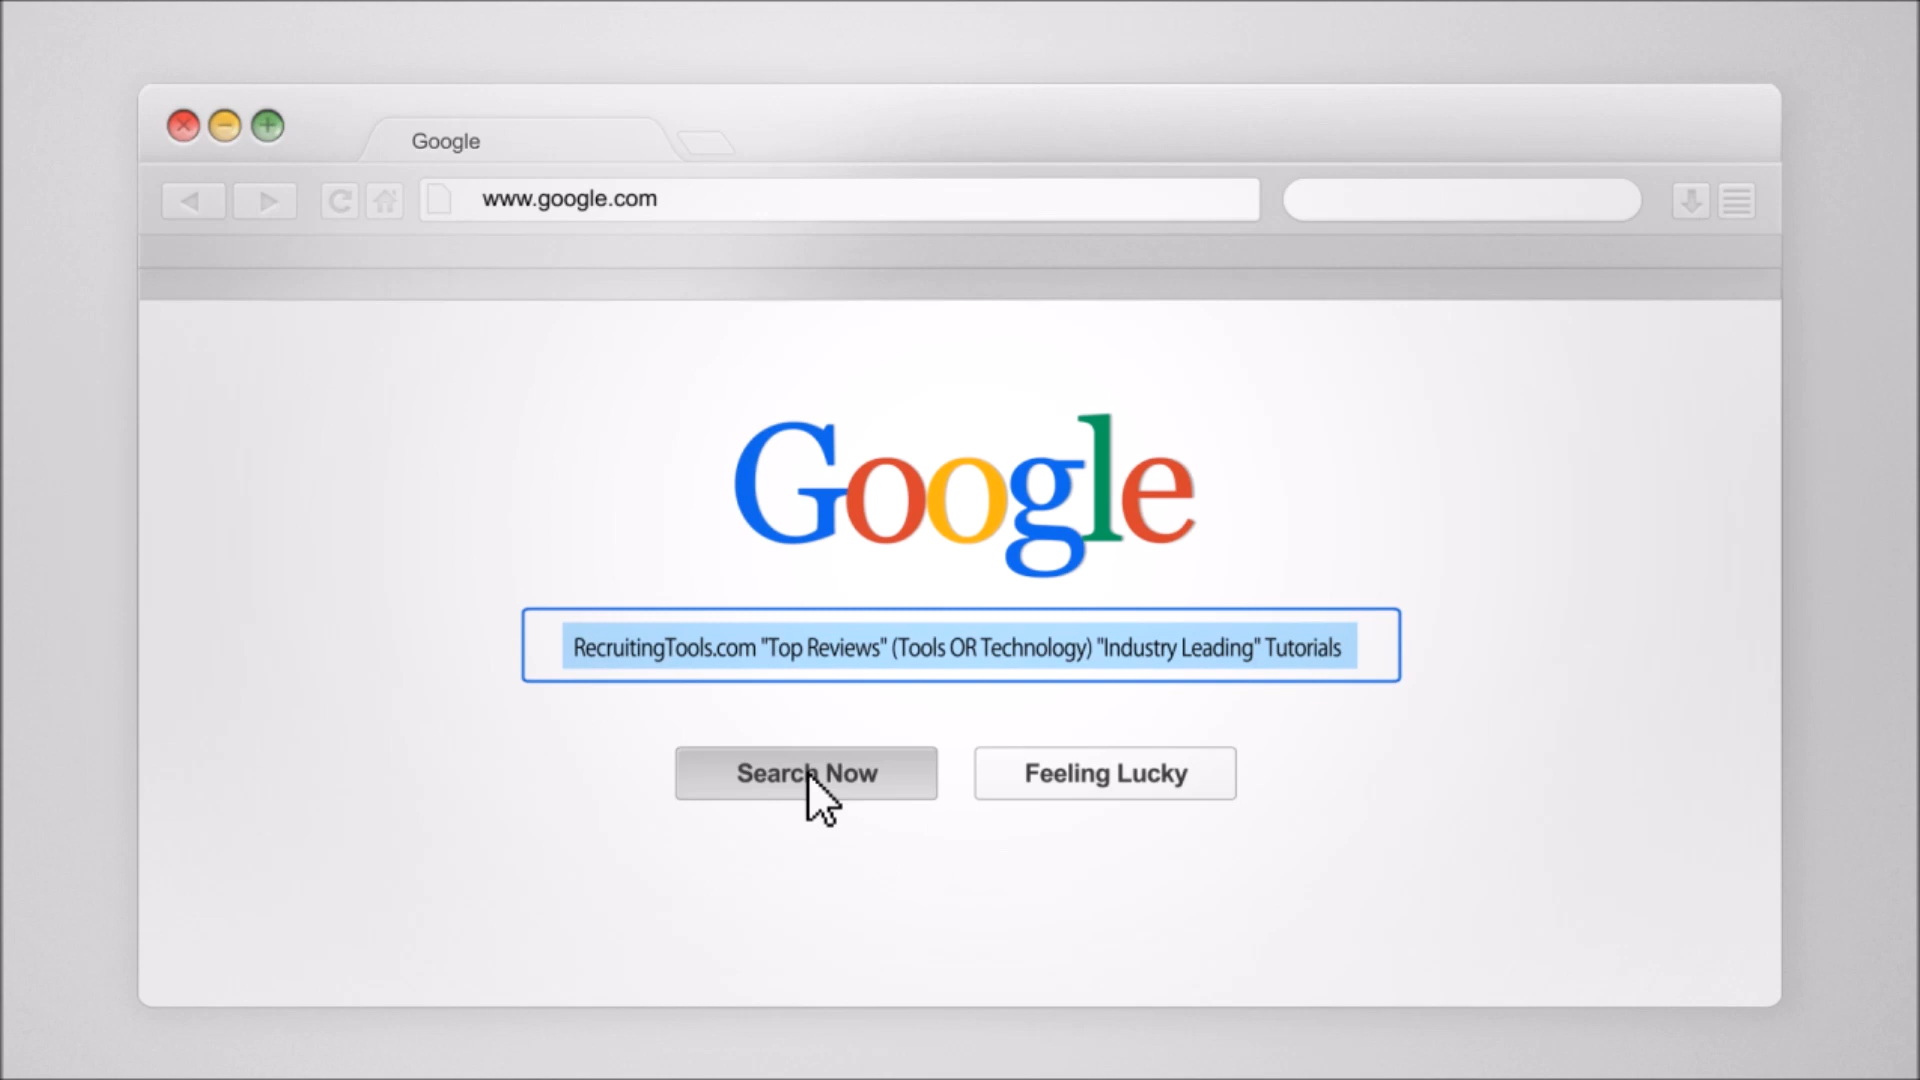 Google
www.google.com
Google
RecruitingTools.com "Top Reviews" (Tools OR Technology) "Industry Leading" Tutorials
Search Now
Feeling Lucky